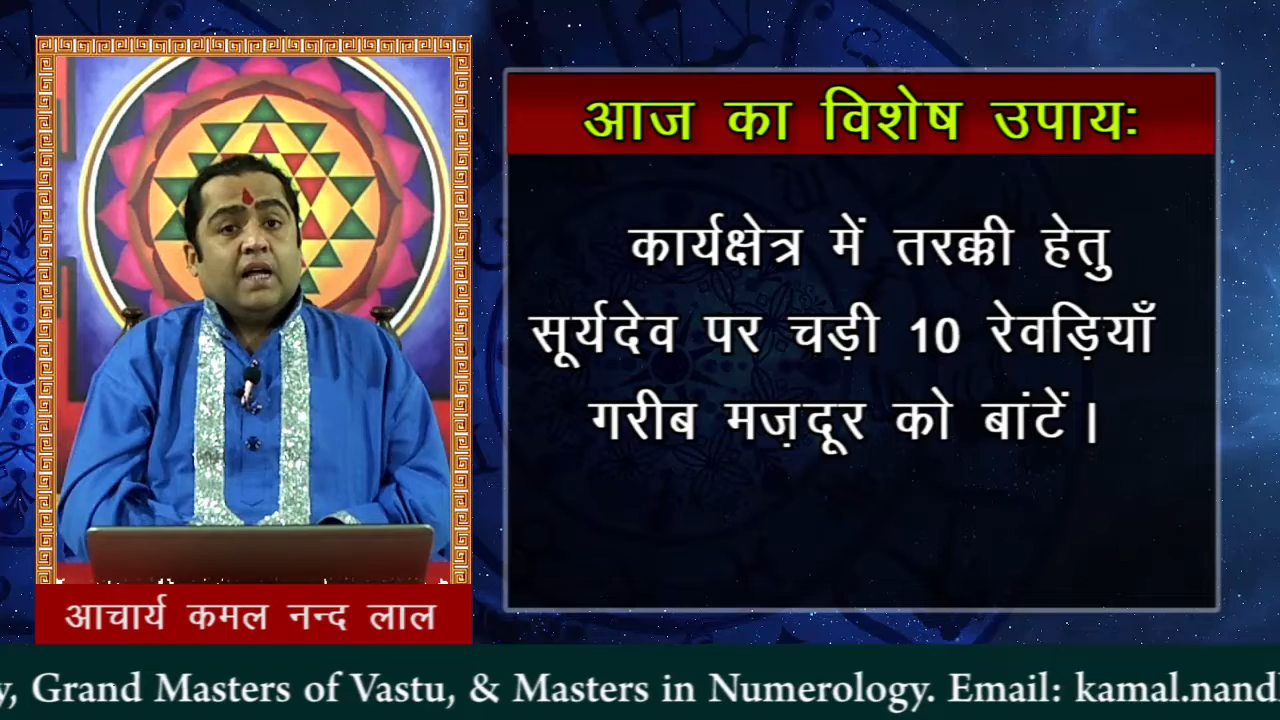 आज का विशेष उपायः
कार्यक्षेत्र में तरक्की हेतु
सूर्यदेव पर चड़ी 10 रेवड़ियाँ
गरीब मज़दूर को बांटें।
आचार्य कमल नन्द लाल
y, Grand Masters of Vastu, & Masters in Numerology. Email: kamal.nandl